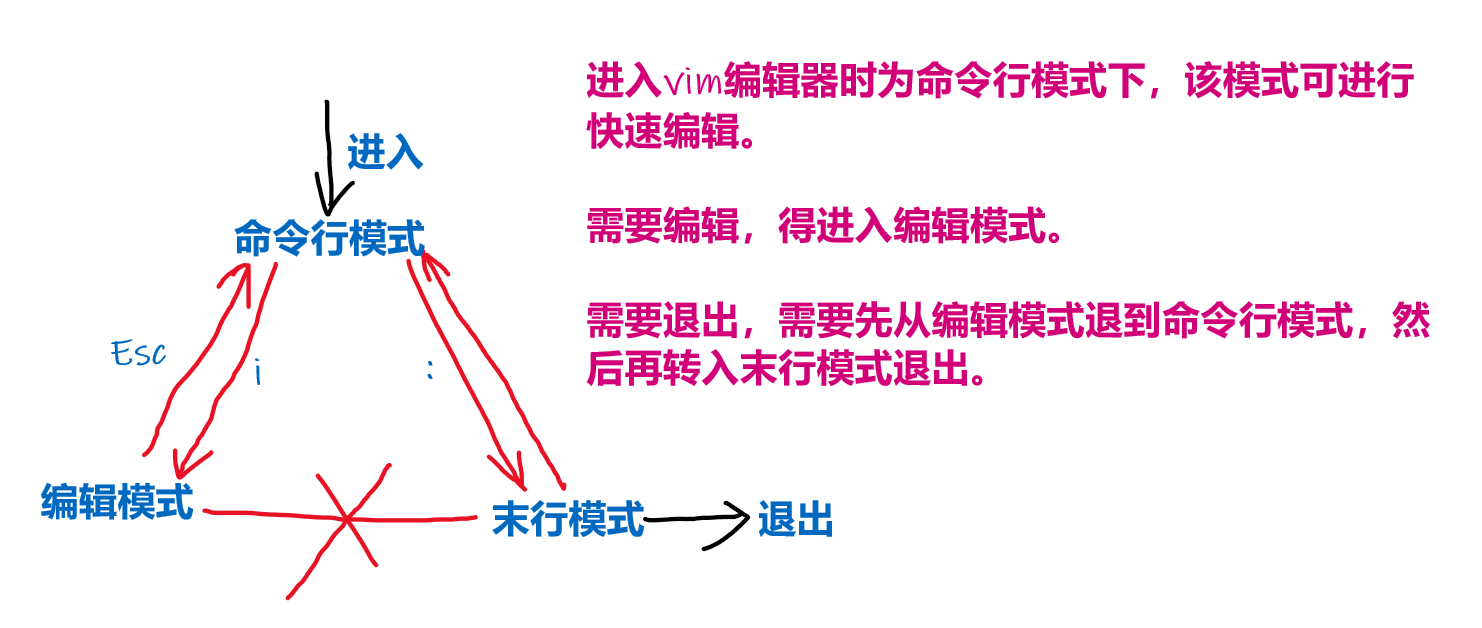 进入vim编辑器时为命令行模式下，该模式可进行
快速编辑。
需要编辑，得进入编辑模式。
需要退出，需要先从编辑模式退到命令行模式，然
后再转入末行模式退出。
进入
命令行模式
Esc
i
:
编辑模式
末行模式
退出